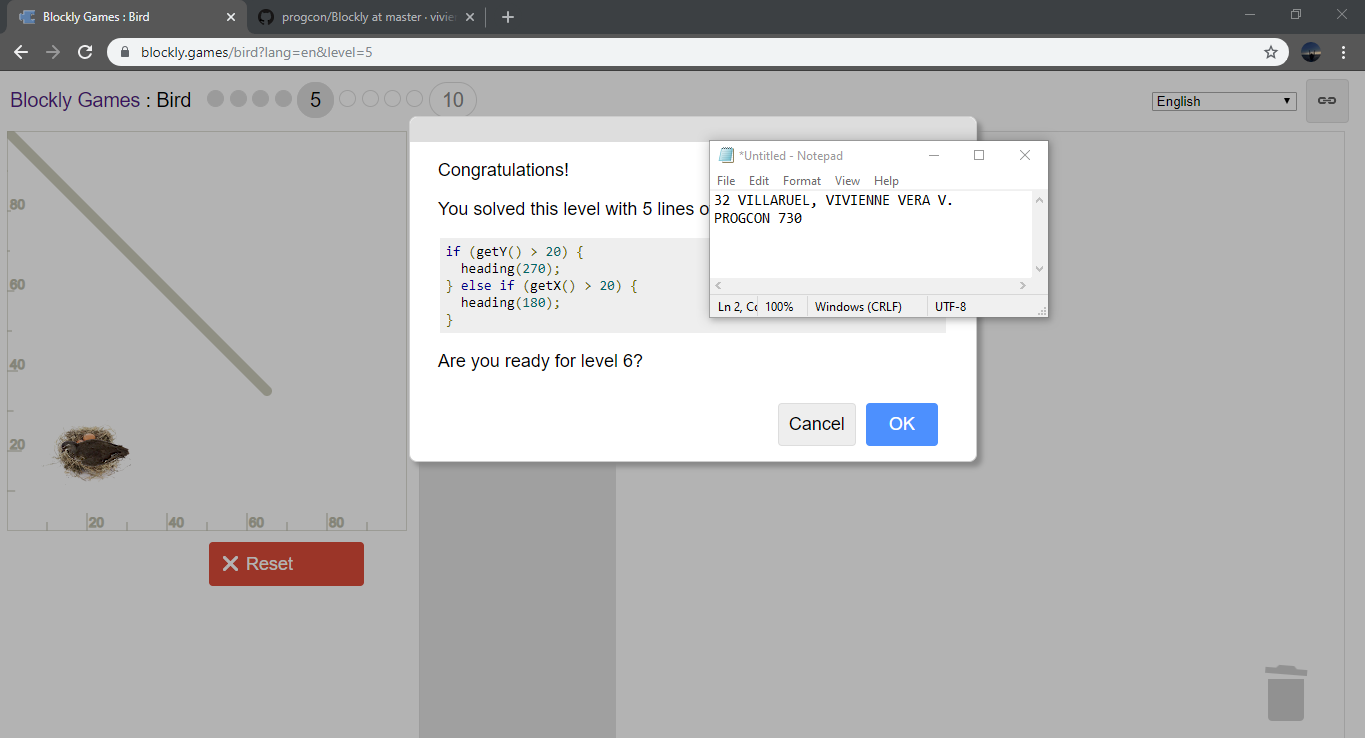 Blockly Games : Bird
progcon/Blockly at master · vivie
blockly.games/bird?lang=en&level=5
Blockly Games : Bird 5 10
English
80
60
40
20
20 40 60 80
Reset
Congratulations!
You solved this level with 5 lines o
if (getY() > 20) {
heading(270);
} else if (getX() > 20) {
heading(180);
}
Are you ready for level 6?
Cancel OK
*Untitled - Notepad
File Edit Format View Help
32 VILLARUEL, VIVIENNE VERA V.
PROGCON 730
Ln 2, Cc 100% Windows (CRLF) UTF-8